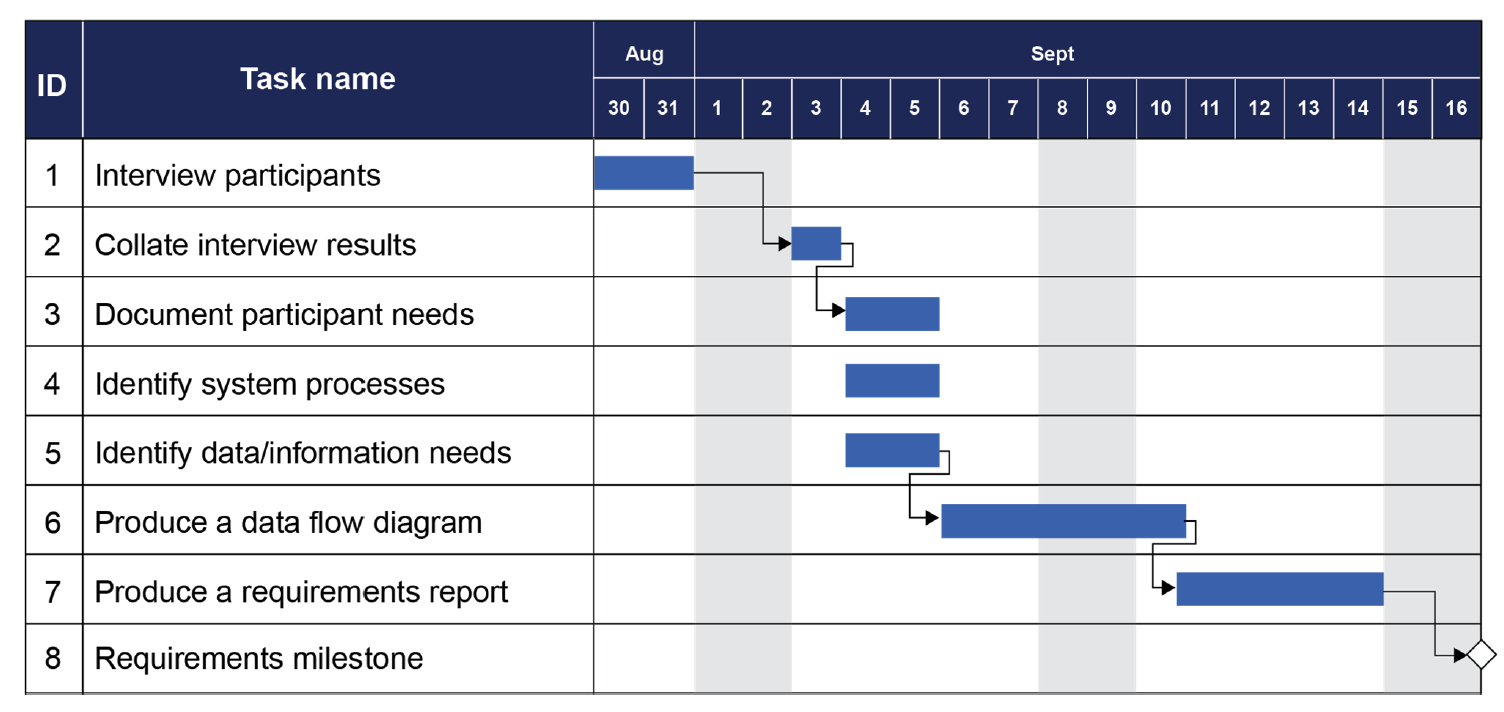 ID Task name Aug Sept
30 31 1 2 3 4 5 6 7 8 9 10 11 12 13 14 15 16
1 Interview participants
2 Collate interview results
3 Document participant needs
4 Identify system processes
5 Identify data/information needs
6 Produce a data flow diagram
7 Produce a requirements report
8 Requirements milestone